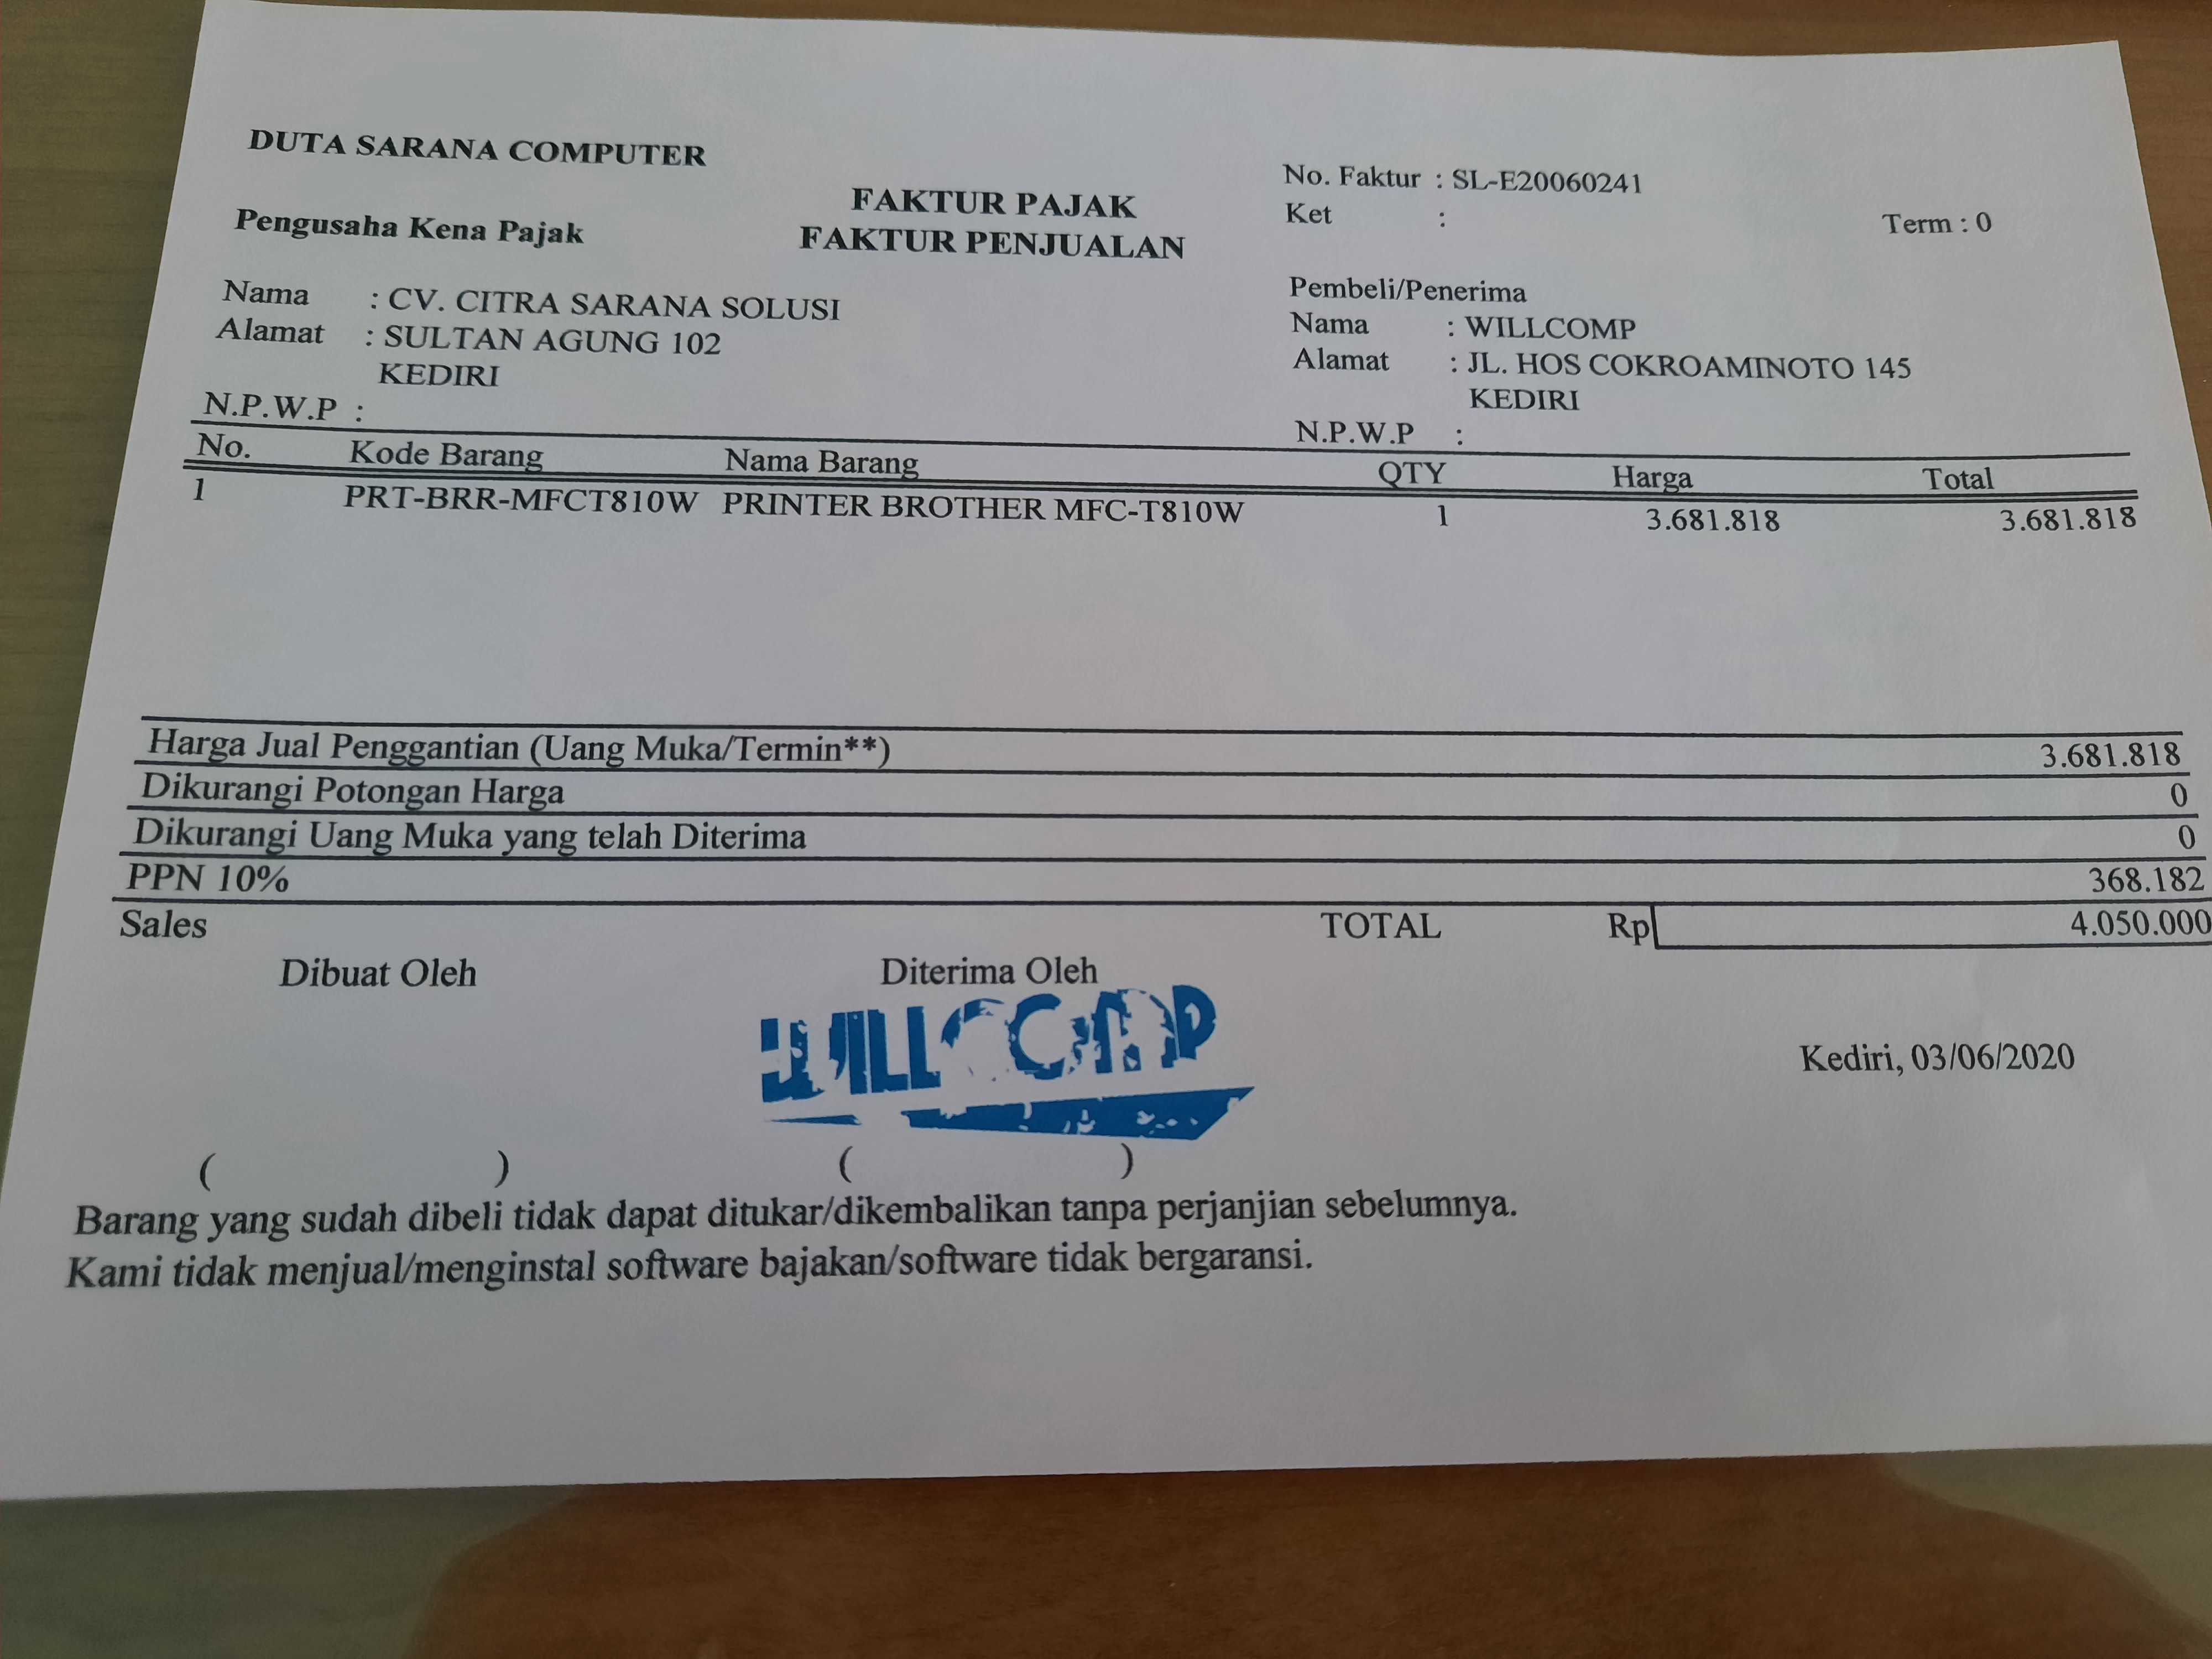 DUTA SARANA COMPUTER
FAKTUR PAJAK
FAKTUR PENJUALAN
No. Faktur : SL-E20060241
Ket :
Term : 0
Pengusaha Kena Pajak
Nama : CV. CITRA SARANA SOLUSI
Alamat : SULTAN AGUNG 102
KEDIRI
N.P.W.P :
Pembeli/Penerima
Nama : WILLCOMP
Alamat : JL. HOS COKROAMINOTO 145
KEDIRI
N.P.W.P :
No. Kode Barang Nama Barang QTY Harga Total
1 PRT-BRR-MFCT810W PRINTER BROTHER MFC-T810W 1 3.681.818 3.681.818
Harga Jual Penggantian (Uang Muka/Termin**) 3.681.818
Dikurangi Potongan Harga 0
Dikurangi Uang Muka yang telah Diterima 0
PPN 10% 368.182
Sales TOTAL Rp 4.050.000
Dibuat Oleh Diterima Oleh
WILLCOMP
Kediri, 03/06/2020
( ) ( )
Barang yang sudah dibeli tidak dapat ditukar/dikembalikan tanpa perjanjian sebelumnya.
Kami tidak menjual/menginstal software bajakan/software tidak bergaransi.